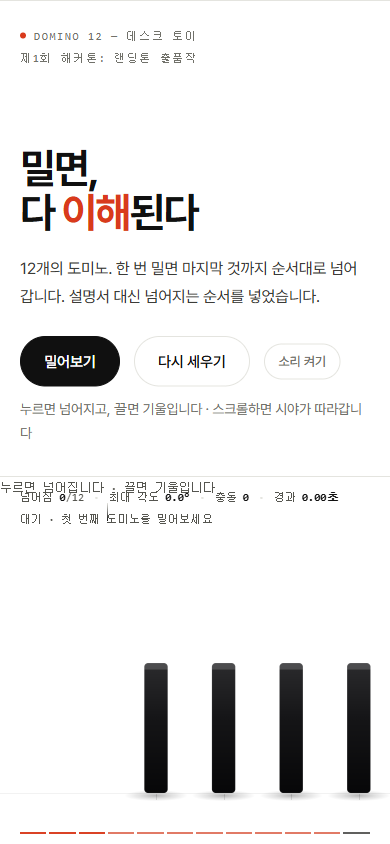 DOMINO 12 — 데스크 토이
제1회 해커톤: 랜딩톤 출품작
밀면,
다 이해된다
12개의 도미노. 한 번 밀면 마지막 것까지 순서대로 넘어
갑니다. 설명서 대신 넘어지는 순서를 넣었습니다.
밀어보기 다시 세우기 소리 켜기
누르면 넘어지고, 끌면 기울입니다 · 스크롤하면 시야가 따라갑니
다
누르면 넘어집니다 · 끌면 기울입니다
넘어짐 0/12 · 최대 각도 0.0° · 충동 0 · 경과 0.00초
대기 · 첫 번째 도미노를 밀어보세요